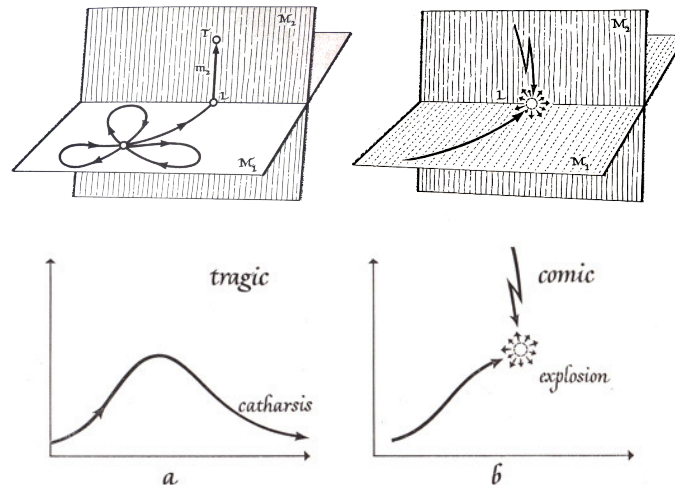 M₂
T
m₂
L
M₁
M₂
L
M₁
tragic
catharsis
a
comic
explosion
b